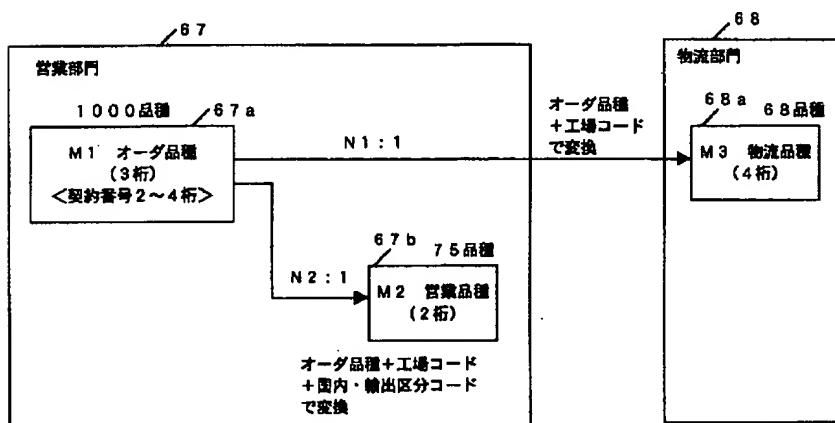 67
営業部門
1000品種
67a
M1 オーダ品種
(3桁)
<契約番号2~4桁>
N1:1
オーダ品種
+工場コード
で変換
N2:1
67b
75品種
M2 営業品種
(2桁)
オーダ品種+工場コード
+国内・輸出区分コード
で変換
68
物流部門
68a
68品種
M3 物流品種
(4桁)